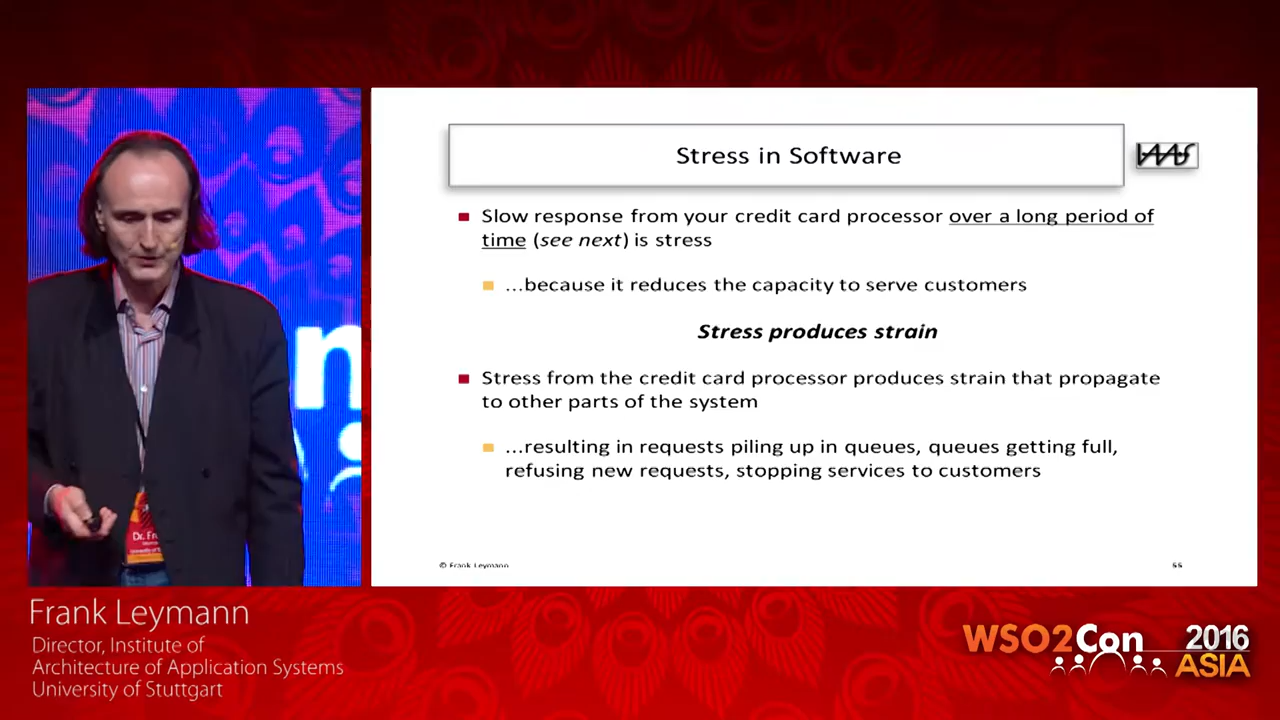 Stress in Software
IAAS
Slow response from your credit card processor over a long period of
time (see next) is stress
...because it reduces the capacity to serve customers
Stress produces strain
Stress from the credit card processor produces strain that propagate
to other parts of the system
...resulting in requests piling up in queues, queues getting full,
refusing new requests, stopping services to customers
© Frank Leymann
55
Dr. Fr
Frank Leymann
Director, Institute of
Architecture of Application Systems
University of Stuttgart
WSO2Con 2016
ASIA